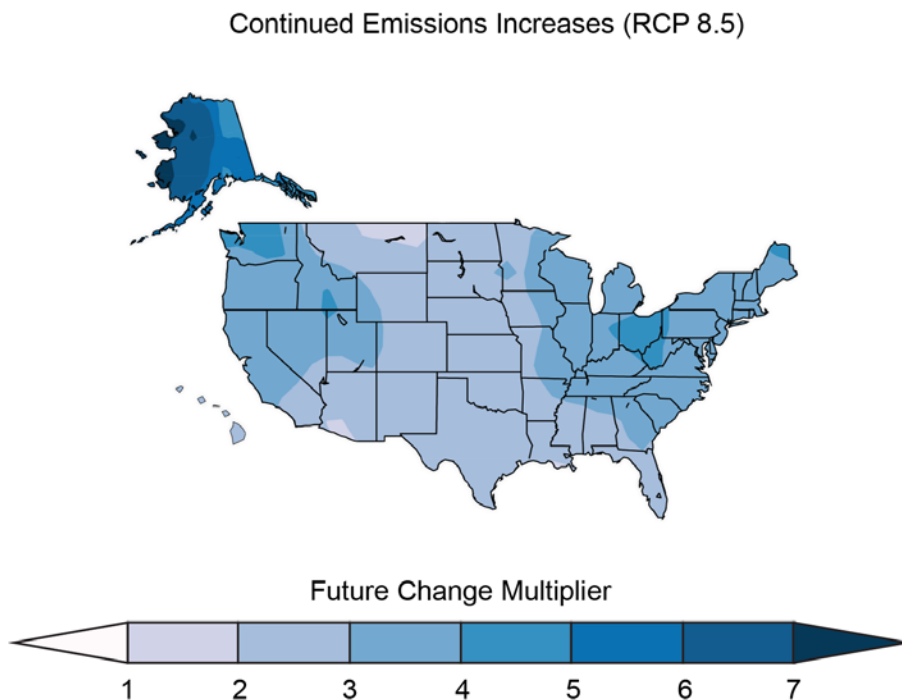 Continued Emissions Increases (RCP 8.5)
Future Change Multiplier
1 2 3 4 5 6 7